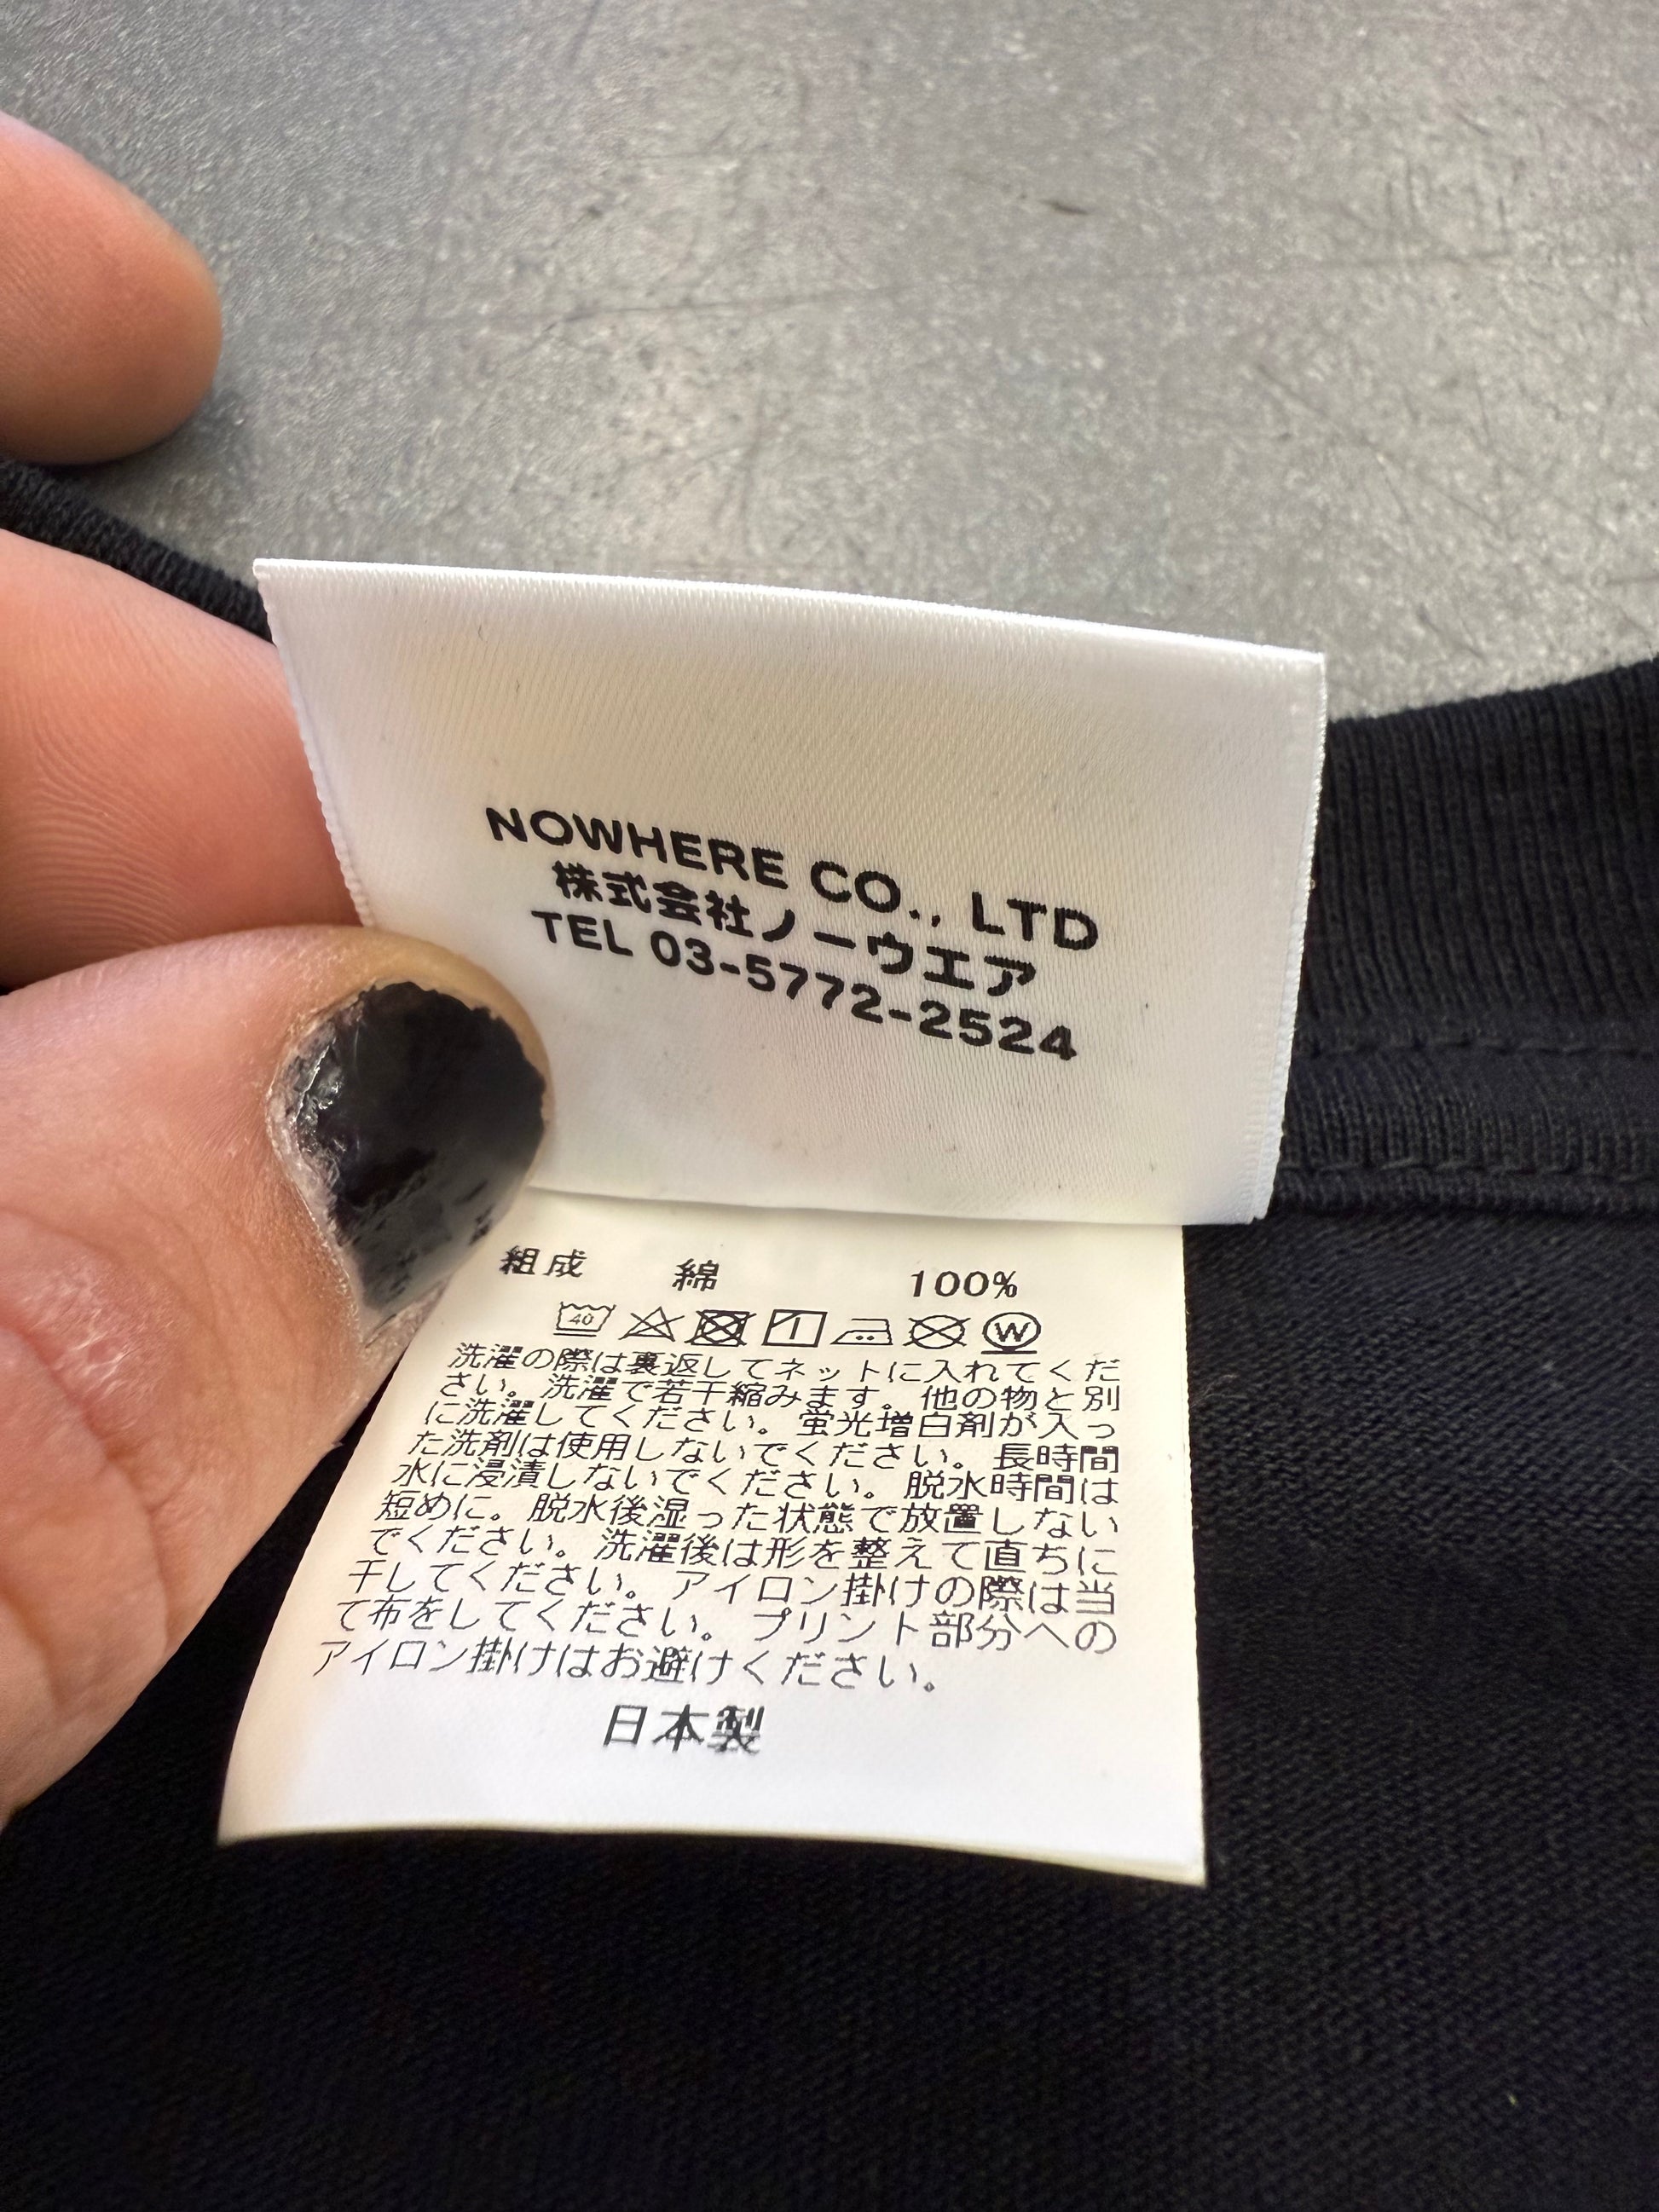 NOWHERE CO., LTD
株式会社ノーウエア
TEL 03-5772-2524
組成 綿 100%
40 W
洗濯の際は裏返してネットに入れてくだ
さい。洗濯で若干縮みます。他の物と別
に洗濯してください。蛍光増白剤が入っ
た洗剤は使用しないでください。長時間
水に浸漬しないでください。脱水時間は
短めに。脱水後湿った状態で放置しない
でください。洗濯後は形を整えて直ちに
干してください。アイロン掛けの際は当
て布をしてください。プリント部分への
アイロン掛けはお避けください。
日本製